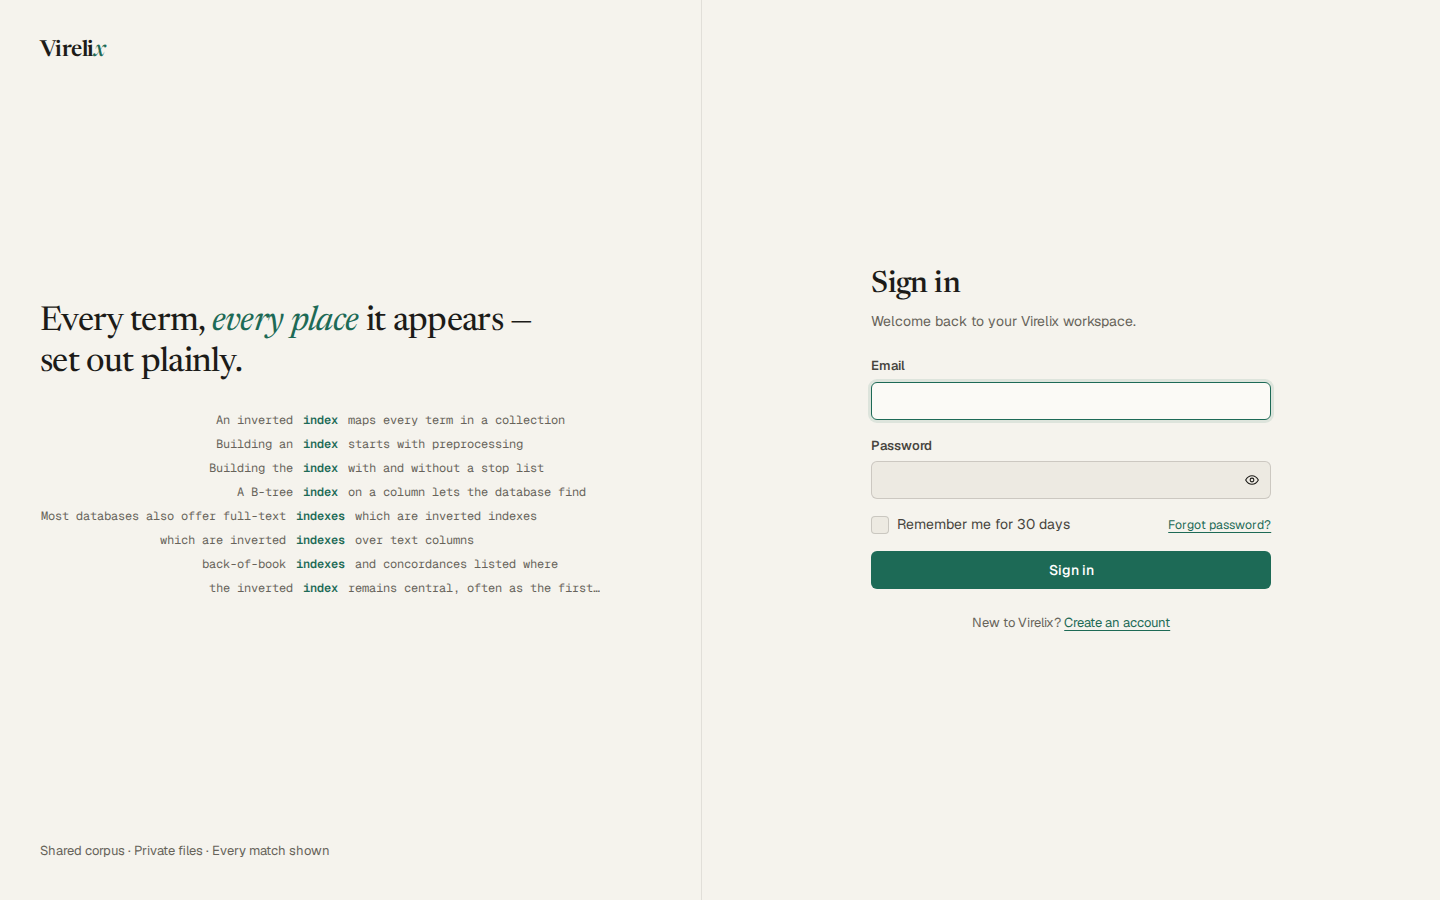 Virelix
Every term, every place it appears –
set out plainly.
An inverted index maps every term in a collection
Building an index starts with preprocessing
Building the index with and without a stop list
A B-tree index on a column lets the database find
Most databases also offer full-text indexes which are inverted indexes
which are inverted indexes over text columns
back-of-book indexes and concordances listed where
the inverted index remains central, often as the first…
Shared corpus · Private files · Every match shown
Sign in
Welcome back to your Virelix workspace.
Email
Password
Remember me for 30 days Forgot password?
Sign in
New to Virelix? Create an account